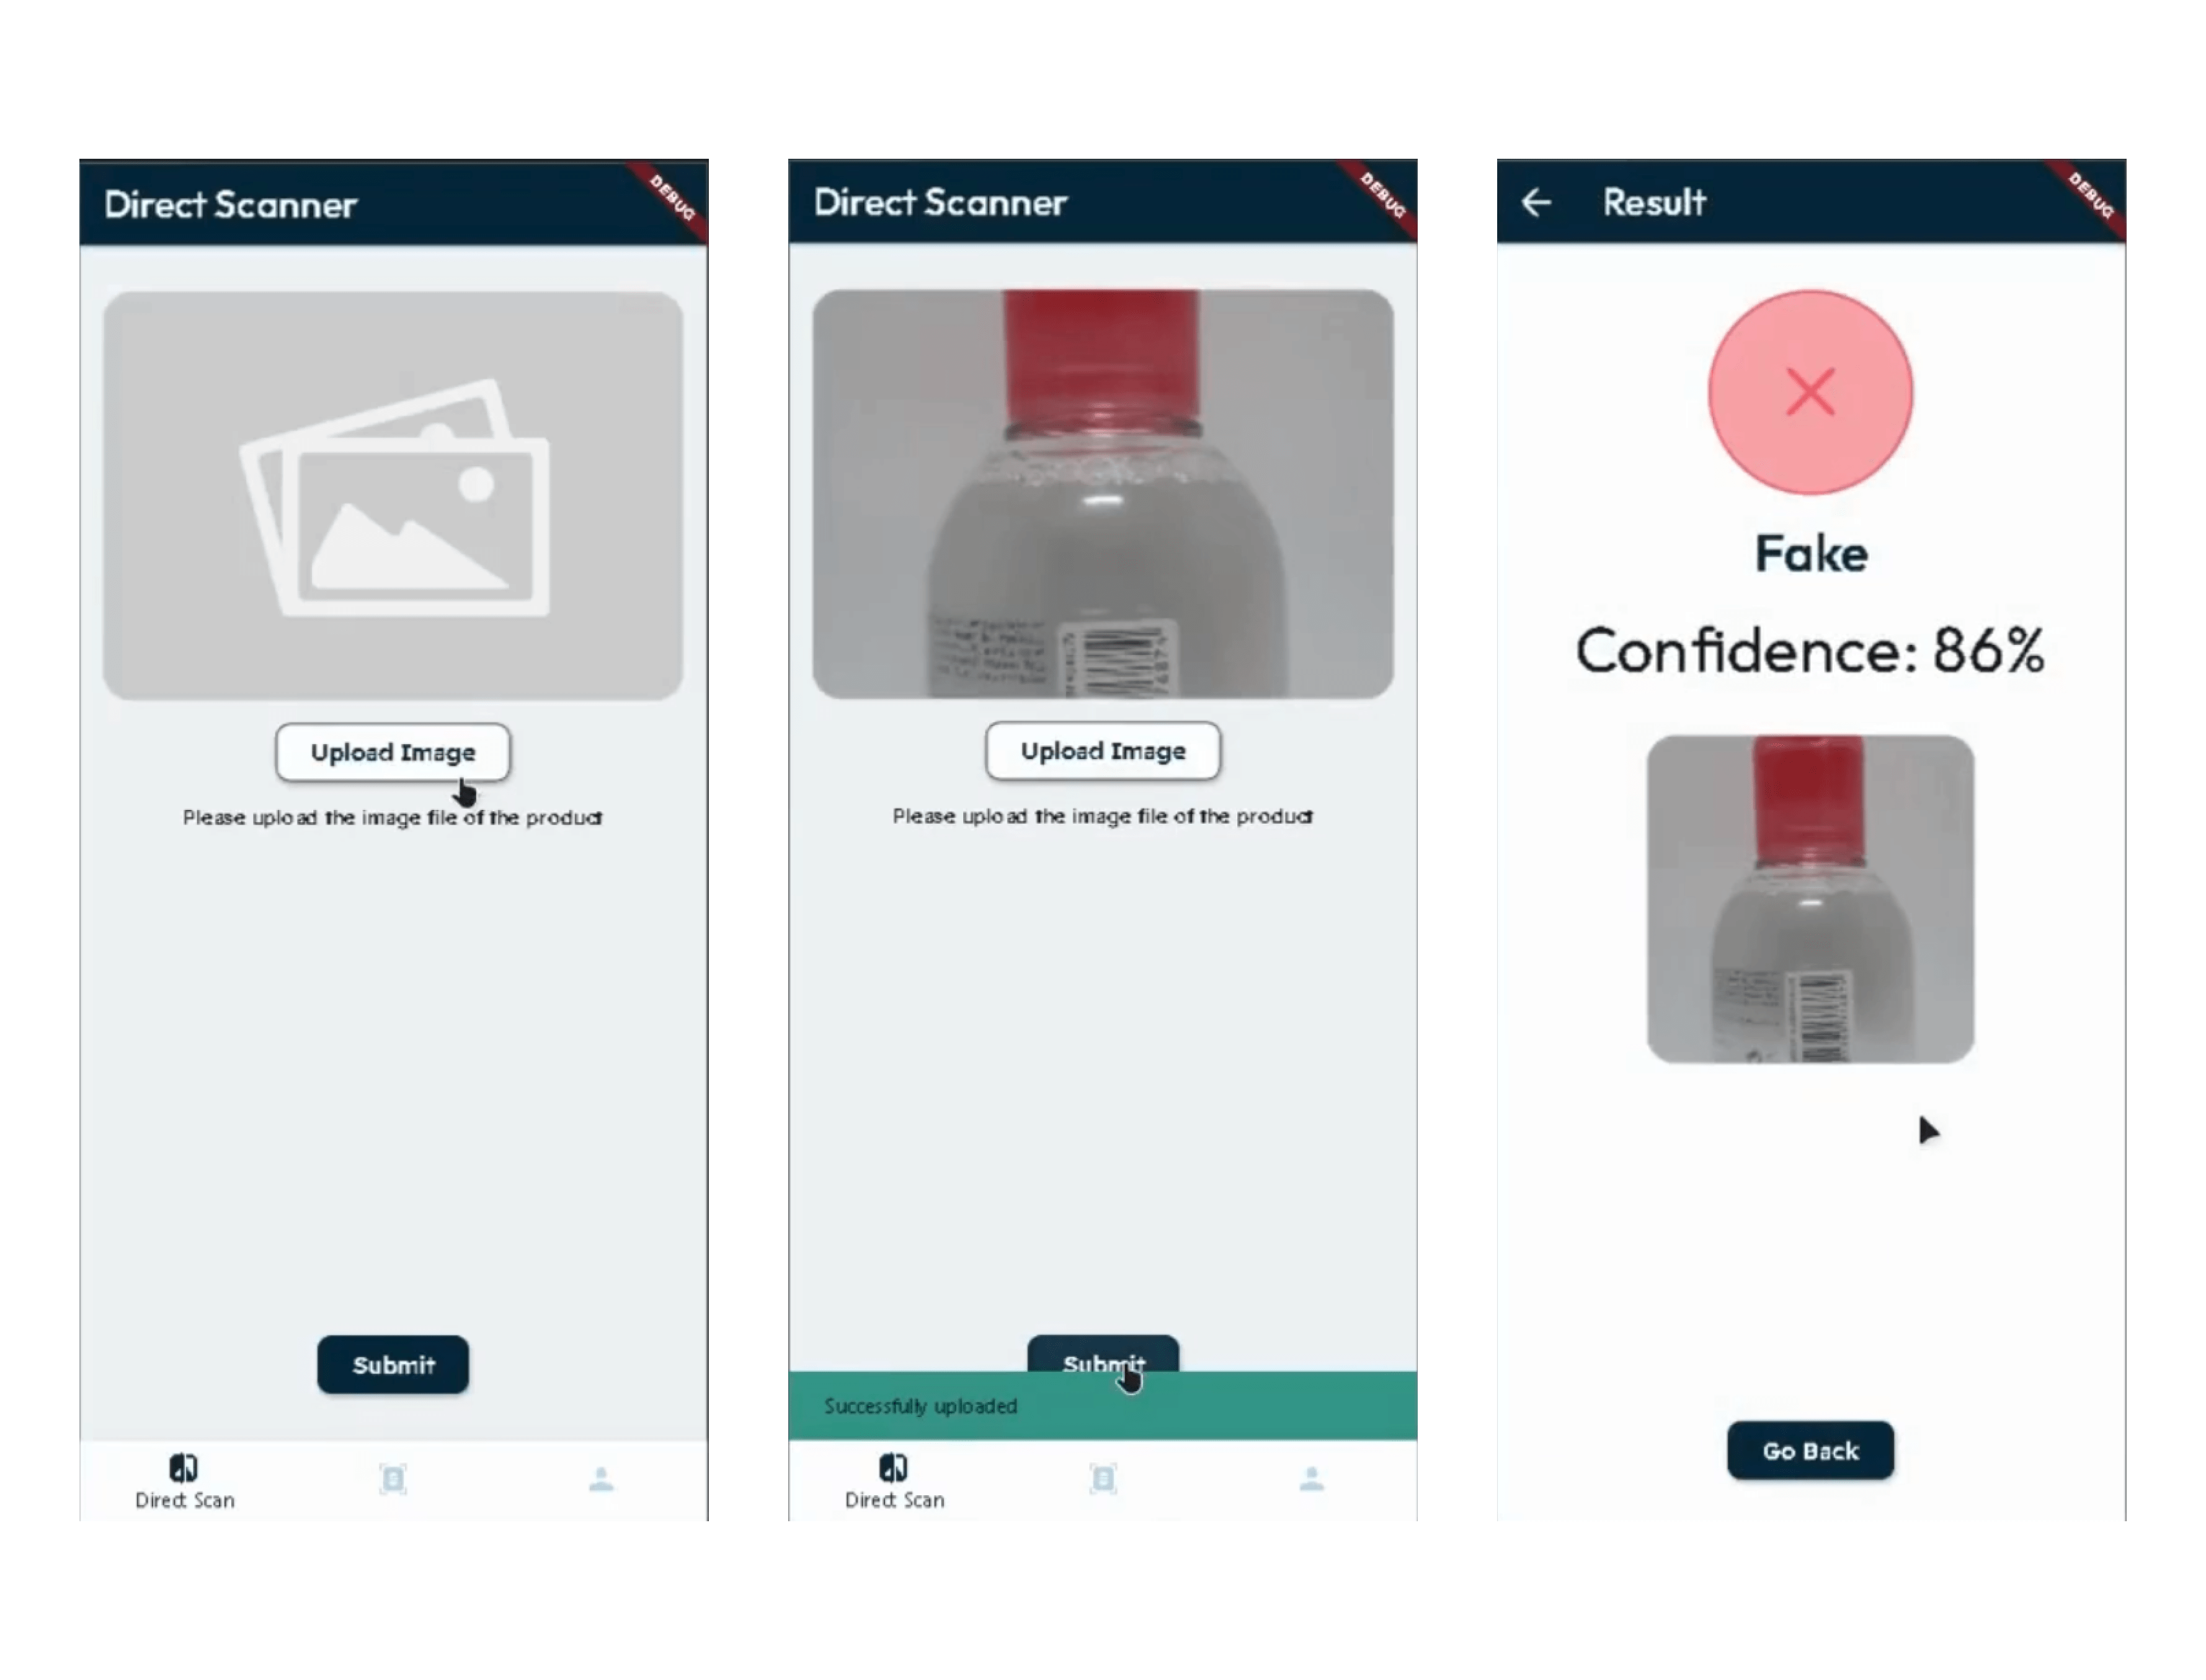 Direct Scanner
DEBUG
Upload Image
Please upload the image file of the product
Submit
Direct Scan
Direct Scanner
DEBUG
Upload Image
Please upload the image file of the product
Submit
Successfully uploaded
Direct Scan
Result
DEBUG
Fake
Confidence: 86%
Go Back